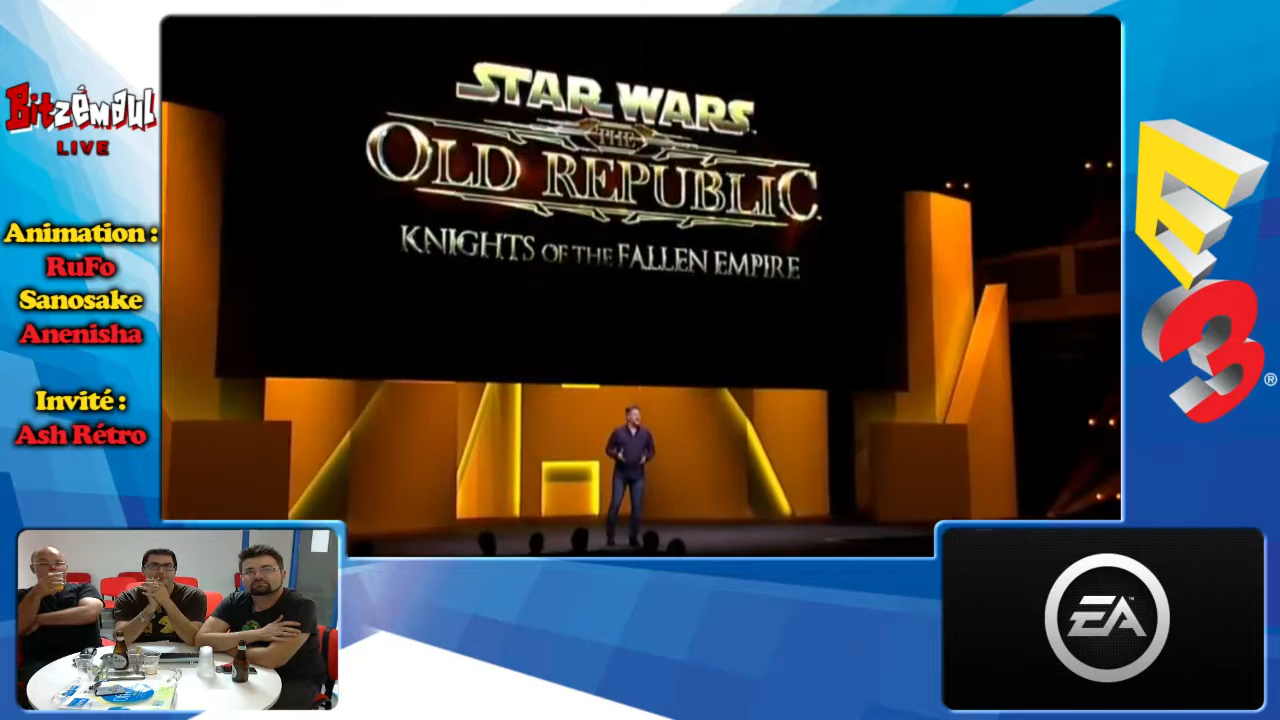 Bitzémaul
LIVE
Animation :
RuFo
Sanosake
Anenisha
Invité :
Ash Rétro
STAR WARS
THE
OLD REPUBLIC
KNIGHTS OF THE FALLEN EMPIRE
E3
EA